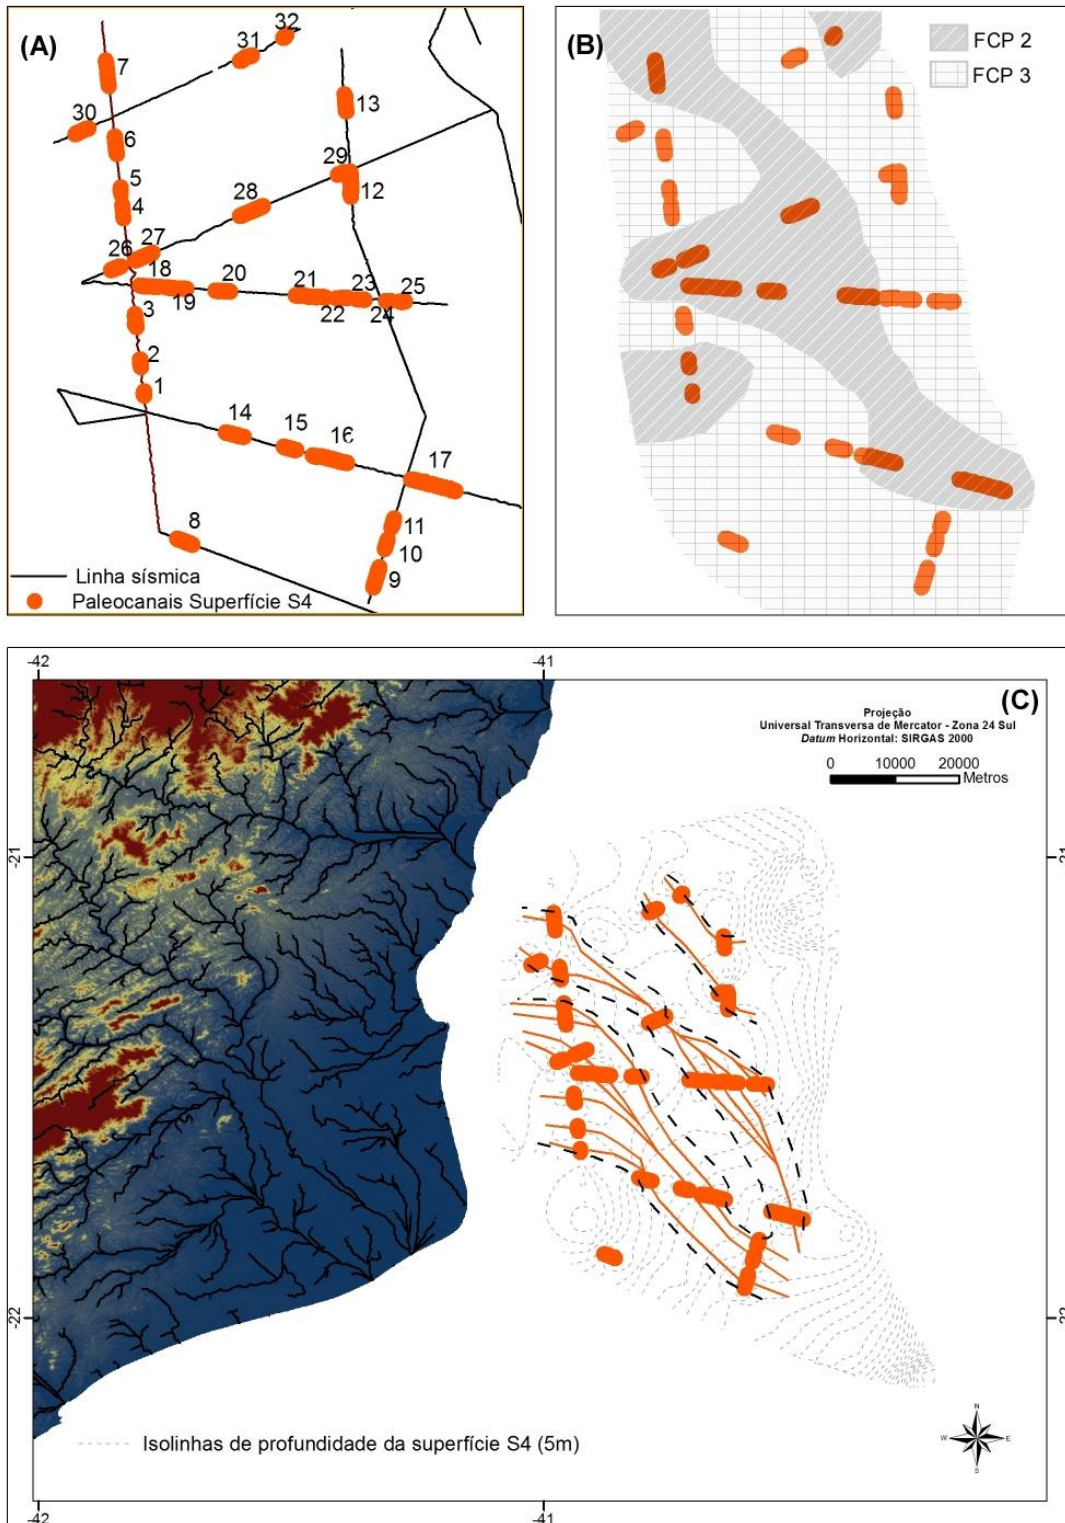 (A)
32
31
7
13
30
6
29
5
12
28
4
27
26
18
20
21
23
25
19
22
24
3
2
1
14
15
16
17
8
11
10
9
Linha sísmica
Paleocanais Superfície S4
(B)
FCP 2
FCP 3
-42
-41
(C)
Projeção
Universal Transversa de Mercator - Zona 24 Sul
Datum Horizontal: SIRGAS 2000
0 10000 20000
Metros
-21
-21
-22
-22
Isolinhas de profundidade da superfície S4 (5m)
N
W
E
S
-42
-41